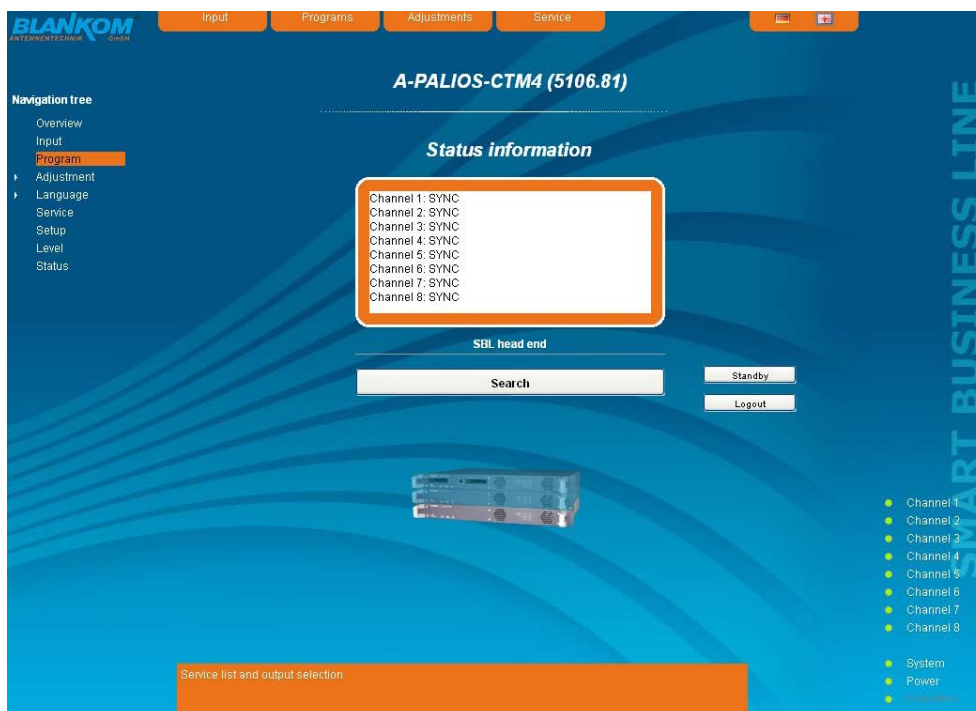 BLANKOM
ANTENNENTECHNIK GmbH
Input
Programs
Adjustments
Service
A-PALIOS-CTM4 (5106.81)
Navigation tree
Overview
Input
Program
Adjustment
Language
Service
Setup
Level
Status
Status information
Channel 1: SYNC
Channel 2: SYNC
Channel 3: SYNC
Channel 4: SYNC
Channel 5: SYNC
Channel 6: SYNC
Channel 7: SYNC
Channel 8: SYNC
SBL head end
Search
Standby
Logout
SMART BUSINESS LINE
Channel 1
Channel 2
Channel 3
Channel 4
Channel 5
Channel 6
Channel 7
Channel 8
System
Power
Service list and output selection